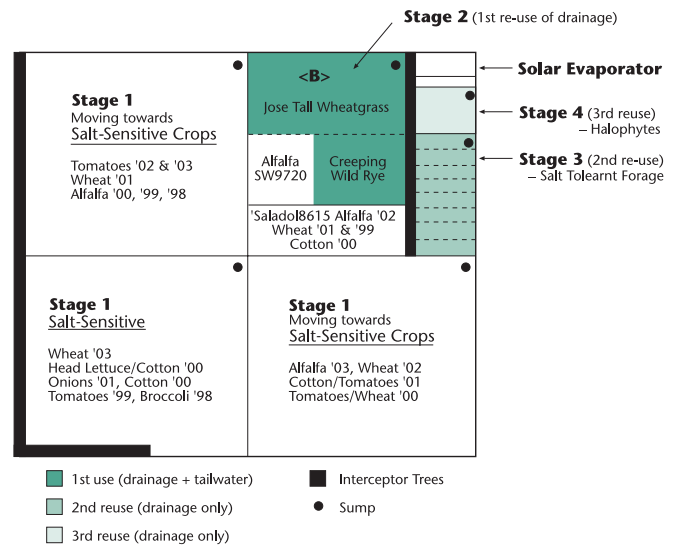 Stage 2 (1st re-use of drainage)
<B>
Jose Tall Wheatgrass
Solar Evaporator
Stage 4 (3rd reuse)
– Halophytes
Stage 3 (2nd re-use)
– Salt Tolearnt Forage
Stage 1
Moving towards
Salt-Sensitive Crops
Tomatoes '02 & '03
Wheat '01
Alfalfa '00, '99, '98
Alfalfa
SW9720
Creeping
Wild Rye
'Saladol8615 Alfalfa '02
Wheat '01 & '99
Cotton '00
Stage 1
Salt-Sensitive
Wheat '03
Head Lettuce/Cotton '00
Onions '01, Cotton '00
Tomatoes '99, Broccoli '98
Stage 1
Moving towards
Salt-Sensitive Crops
Alfalfa '03, Wheat '02
Cotton/Tomatoes '01
Tomatoes/Wheat '00
1st use (drainage + tailwater)
2nd reuse (drainage only)
3rd reuse (drainage only)
Interceptor Trees
Sump